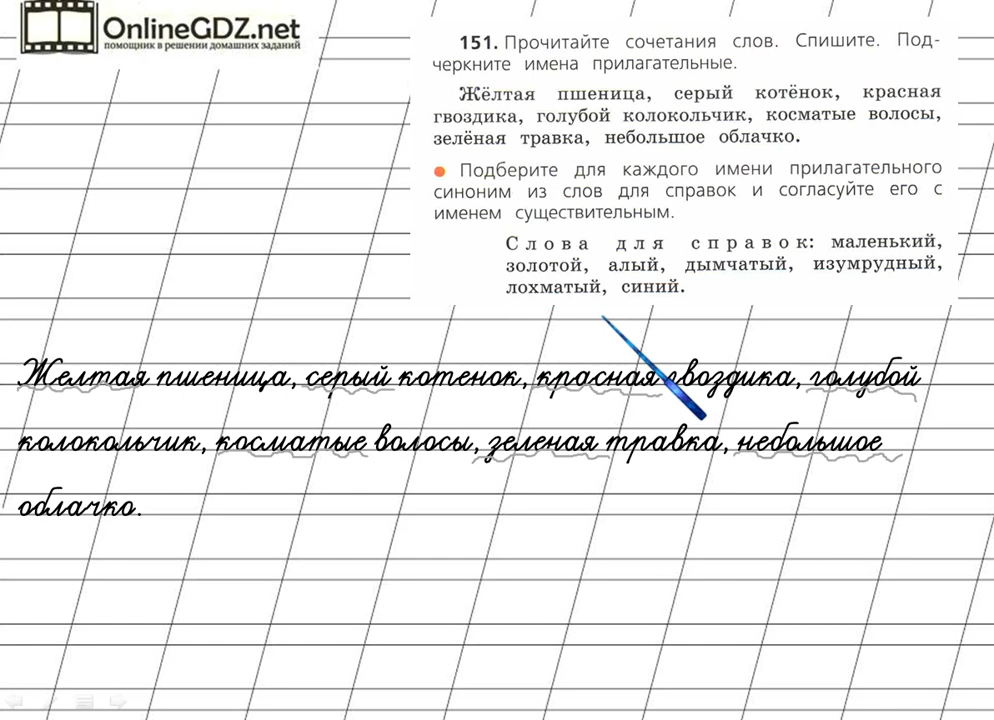 OnlineGDZ.net
помощник в решении домашних заданий
151. Прочитайте сочетания слов. Спишите. Под-
черкните имена прилагательные.
Жёлтая пшеница, серый котёнок, красная
гвоздика, голубой колокольчик, косматые волосы,
зелёная травка, небольшое облачко.
Подберите для каждого имени прилагательного
синоним из слов для справок и согласуйте его с
именем существительным.
Слова для справок: маленький,
золотой, алый, дымчатый, изумрудный,
лохматый, синий.
Желтая пшеница, серый котенок, красная гвоздика, голубой
колокольчик, косматые волосы, зеленая травка, небольшое
облачко.